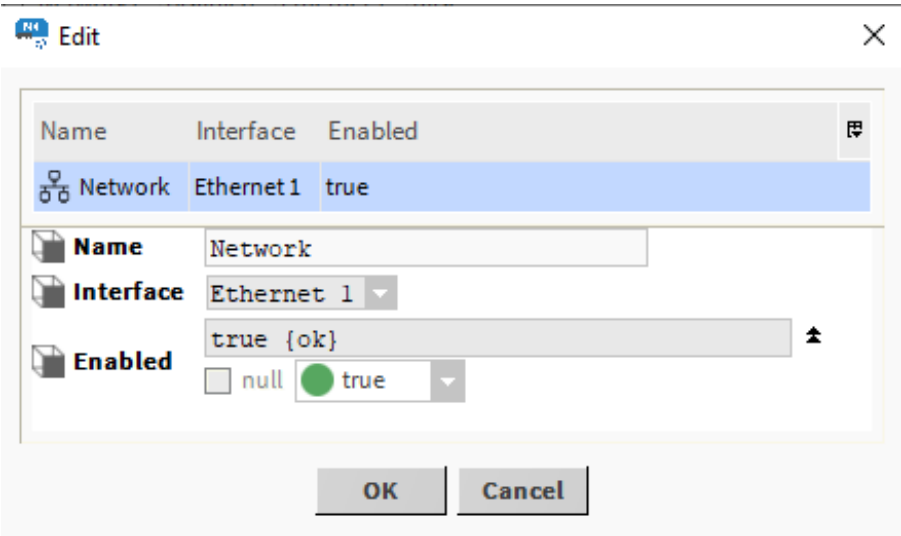 N4 Edit
Name Interface Enabled
Network Ethernet 1 true
Name Network
Interface Ethernet 1
true {ok}
Enabled
null true
OK Cancel